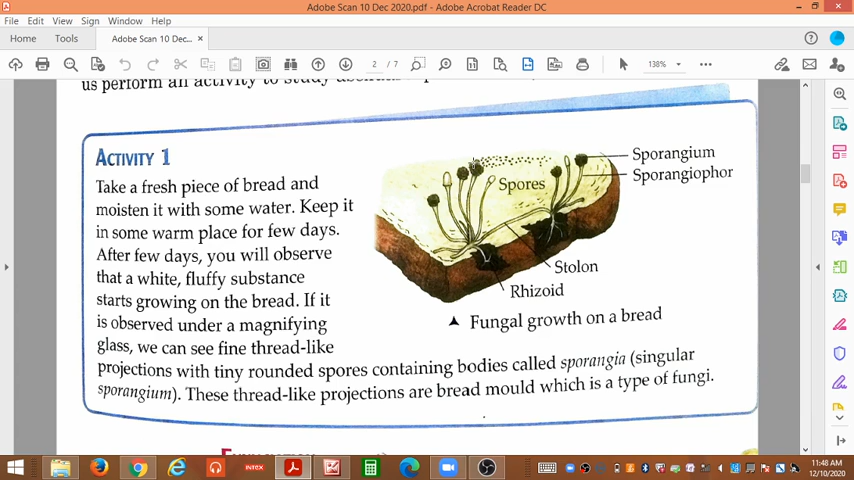 Adobe Scan 10 Dec 2020.pdf - Adobe Acrobat Reader DC
File Edit View Sign Window Help
Home Tools Adobe Scan 10 Dec... ×
2 / 7 138%
us perform an activity to study
ACTIVITY 1
Take a fresh piece of bread and
moisten it with some water. Keep it
in some warm place for few days.
After few days, you will observe
that a white, fluffy substance
starts growing on the bread. If it
is observed under a magnifying
glass, we can see fine thread-like
projections with tiny rounded spores containing bodies called sporangia (singular
sporangium). These thread-like projections are bread mould which is a type of fungi.
Spores
Sporangium
Sporangiophor
Stolon
Rhizoid
▲ Fungal growth on a bread
INTEX
11:48 AM
12/10/2020